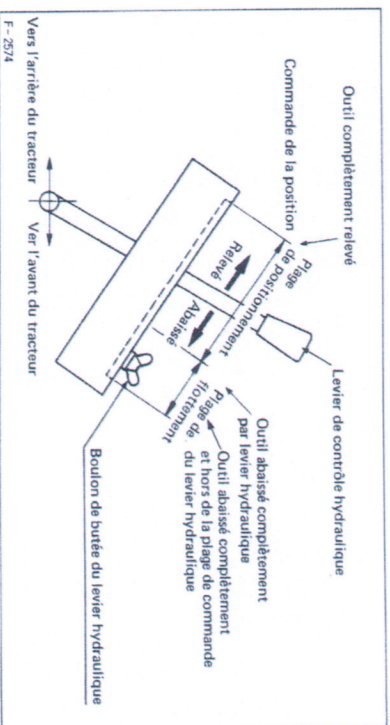 Outil complètement relevé
Commande de la position
Levier de contrôle hydraulique
Plage
de positionnement
Relevé
Abaissé
Plage de
flottement
Outil abaissé complètement
par levier hydraulique
Outil abaissé complètement
et hors de la plage de commande
du levier hydraulique
Boulon de butée du levier hydraulique
Vers l'arrière du tracteur
Ver l'avant du tracteur
F-2574